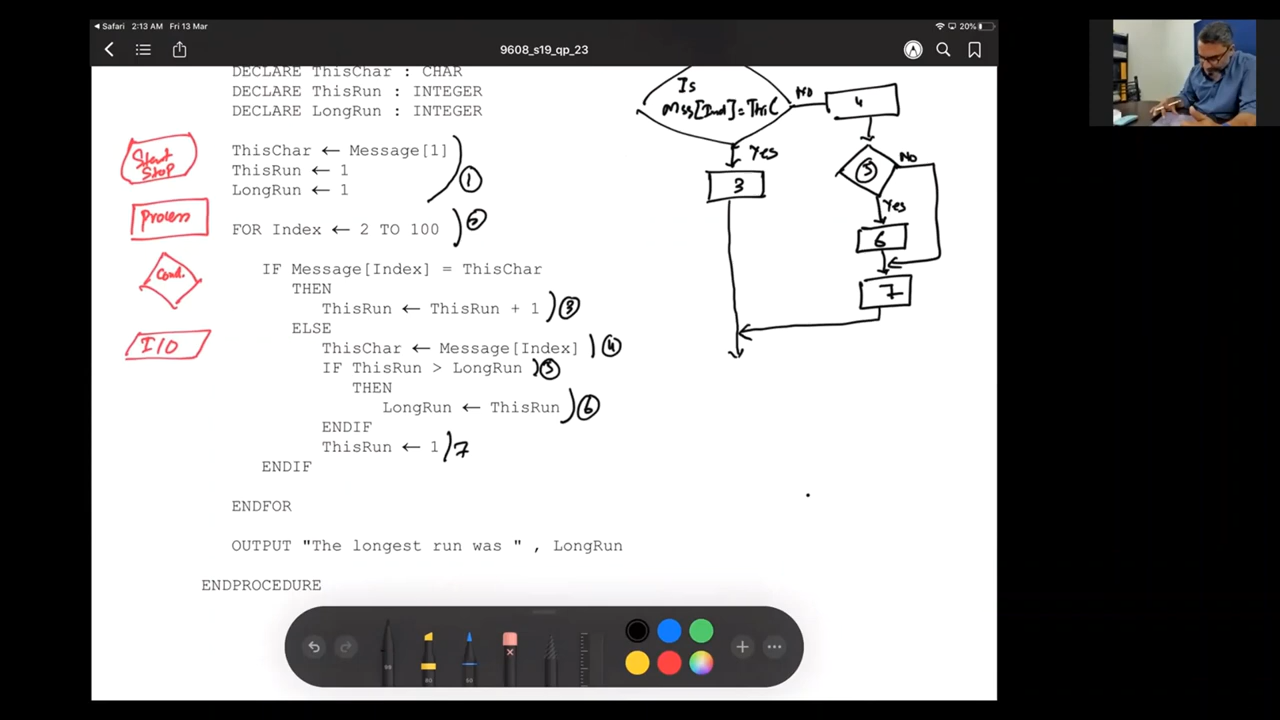 Safari 2:13 AM Fri 13 Mar 20%
9608_s19_qp_23
DECLARE ThisChar : CHAR
DECLARE ThisRun : INTEGER
DECLARE LongRun : INTEGER
ThisChar ← Message[1]
ThisRun ← 1
LongRun ← 1
1
FOR Index ← 2 TO 100
IF Message[Index] = ThisChar
THEN
ThisRun ← ThisRun + 1
3
ELSE
ThisChar ← Message[Index]
4
IF ThisRun > LongRun
5
THEN
LongRun ← ThisRun
6
ENDIF
ThisRun ← 1
7
ENDIF
ENDFOR
OUTPUT "The longest run was " , LongRun
ENDPROCEDURE
Start
Stop
Process
Cond.
I/O
Is
No
4
Yes
3
5
No
Yes
6
7